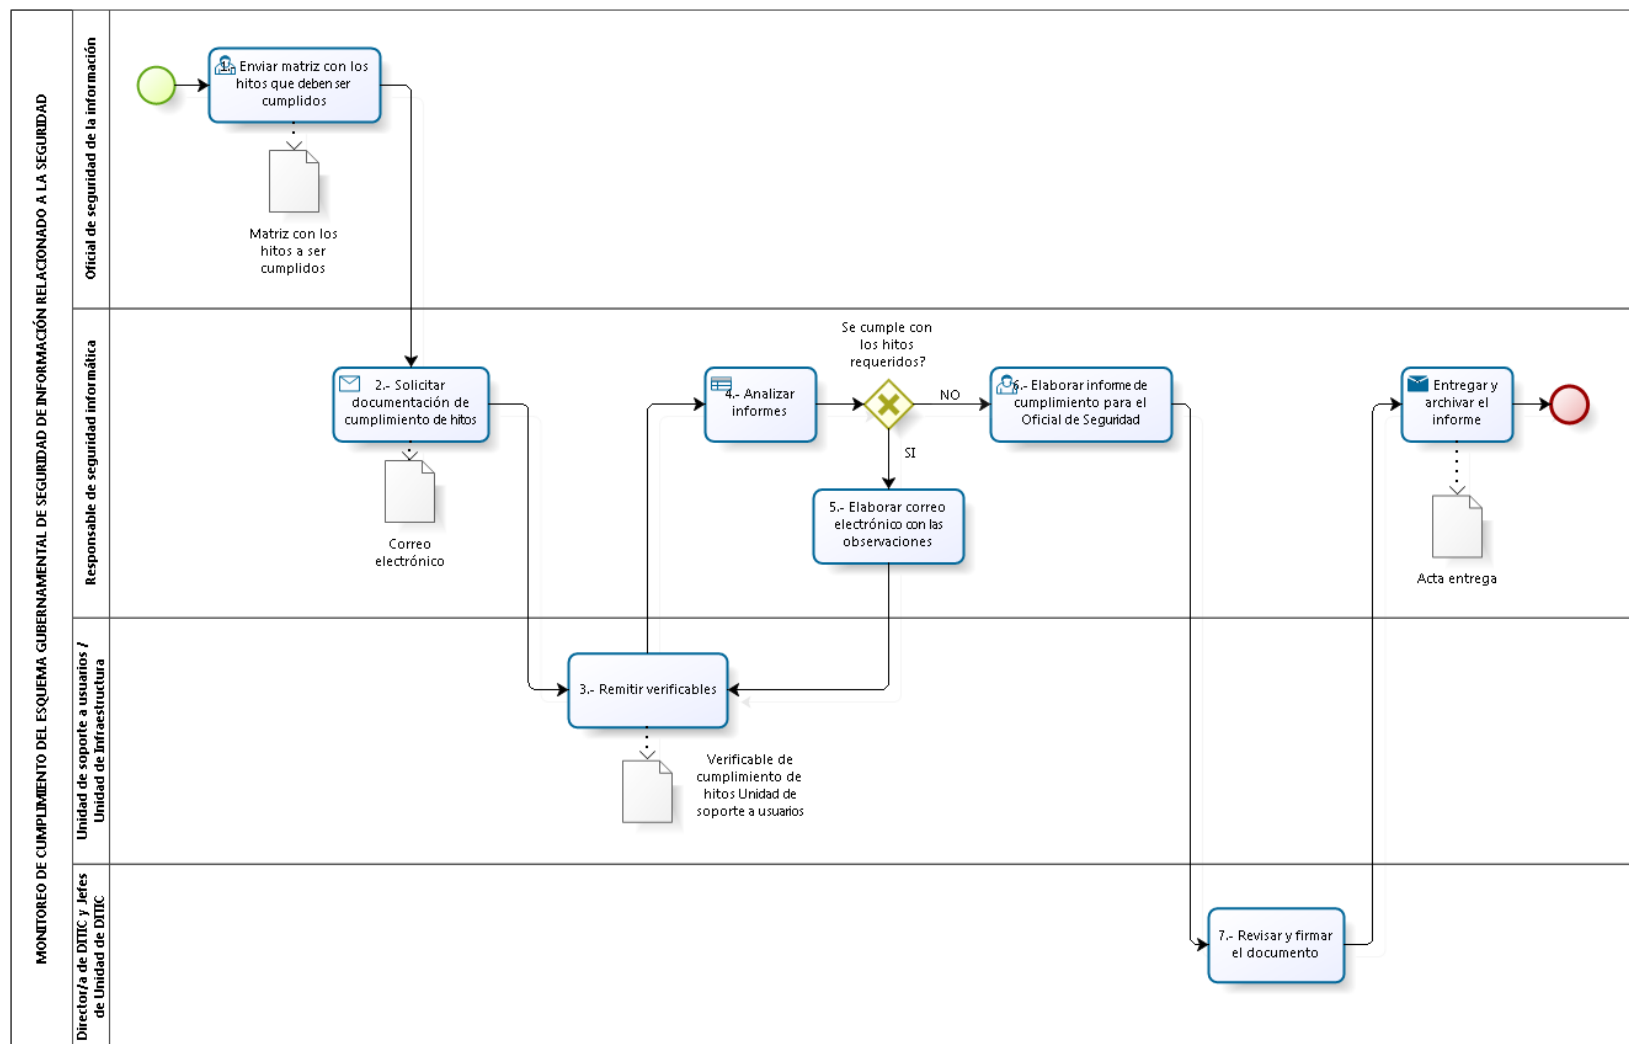 MONITOREO DE CUMPLIMIENTO DEL ESQUEMA GUBERNAMENTAL DE SEGURIDAD DE INFORMACIÓN RELACIONADO A LA SEGURIDAD
Oficial de seguridad de la información
1.- Enviar matriz con los
hitos que deben ser
cumplidos
Matriz con los
hitos a ser
cumplidos
Responsable de seguridad informática
2.- Solicitar
documentación de
cumplimiento de hitos
Correo
electrónico
4.- Analizar
informes
Se cumple con
los hitos
requeridos?
NO
SI
5.- Elaborar correo
electrónico con las
observaciones
6.- Elaborar informe de
cumplimiento para el
Oficial de Seguridad
Entregar y
archivar el
informe
Acta entrega
Unidad de soporte a usuarios /
Unidad de Infraestructura
3.- Remitir verificables
Verificable de
cumplimiento de
hitos Unidad de
soporte a usuarios
Director/a de DITIC y Jefes
de Unidad de DITIC
7.- Revisar y firmar
el documento